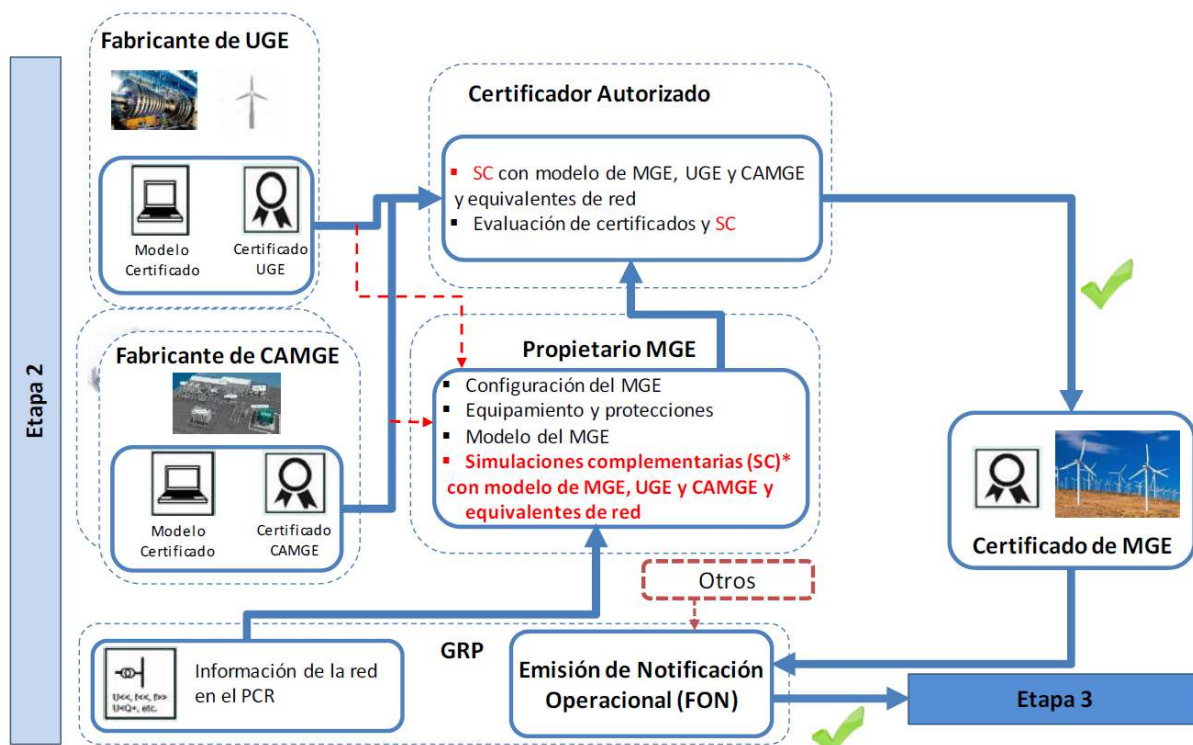 Etapa 2
Fabricante de UGE
Modelo
Certificado
Certificado
UGE
Fabricante de CAMGE
Modelo
Certificado
Certificado
CAMGE
Certificador Autorizado
▪ SC con modelo de MGE, UGE y CAMGE
y equivalentes de red
▪ Evaluación de certificados y SC
Propietario MGE
▪ Configuración del MGE
▪ Equipamiento y protecciones
▪ Modelo del MGE
▪ Simulaciones complementarias (SC)*
con modelo de MGE, UGE y CAMGE y
equivalentes de red
Certificado de MGE
Otros
GRP
U<<, f<<, f>>
U<Q+, etc.
Información de la red
en el PCR
Emisión de Notificación
Operacional (FON)
Etapa 3